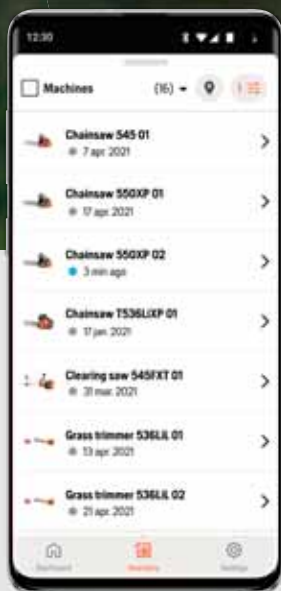 12:30
Machines (16)
Chainsaw 545 01
7 apr. 2021
Chainsaw 550XP 01
17 apr. 2021
Chainsaw 550XP 02
3 min ago
Chainsaw T536LiXP 01
17 jan. 2021
Clearing saw 545FXT 01
31 mar. 2021
Grass trimmer 536LiL 01
13 apr. 2021
Grass trimmer 536LiL 02
21 apr. 2021
Dashboard Inventory Settings